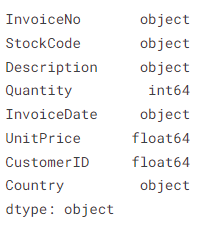 InvoiceNo object
StockCode object
Description object
Quantity int64
InvoiceDate object
UnitPrice float64
CustomerID float64
Country object
dtype: object